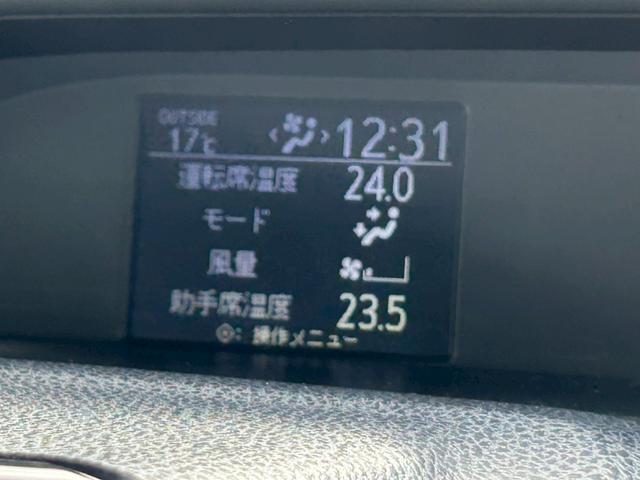 OUTSIDE
17℃ 12:31
運転席温度 24.0
モード
風量
助手席温度 23.5
: 操作メニュー